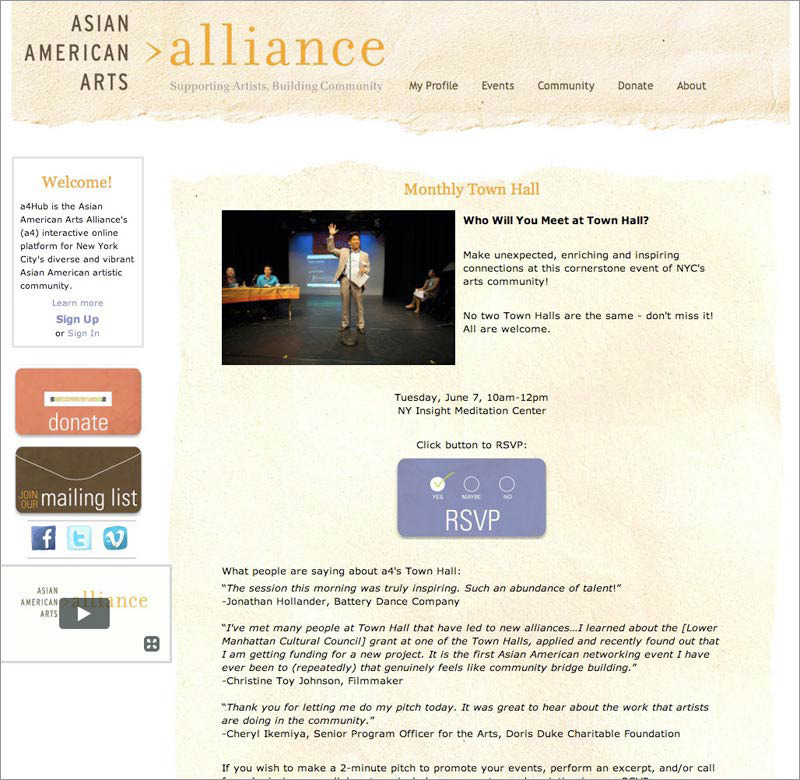 ASIAN
AMERICAN
ARTS
>alliance
Supporting Artists, Building Community
My Profile Events Community Donate About
Welcome!
a4Hub is the Asian
American Arts Alliance's
(a4) interactive online
platform for New York
City's diverse and vibrant
Asian American artistic
community.
Learn more
Sign Up
or Sign In
donate
JOIN
OUR
mailing list
ASIAN
AMERICAN
ARTS
>alliance
Monthly Town Hall
Who Will You Meet at Town Hall?
Make unexpected, enriching and inspiring
connections at this cornerstone event of NYC's
arts community!
No two Town Halls are the same - don't miss it!
All are welcome.
Tuesday, June 7, 10am-12pm
NY Insight Meditation Center
Click button to RSVP:
YES MAYBE NO
RSVP
What people are saying about a4's Town Hall:
“The session this morning was truly inspiring. Such an abundance of talent!”
-Jonathan Hollander, Battery Dance Company
“I've met many people at Town Hall that have led to new alliances...I learned about the [Lower
Manhattan Cultural Council] grant at one of the Town Halls, applied and recently found out that
I am getting funding for a new project. It is the first Asian American networking event I have
ever been to (repeatedly) that genuinely feels like community bridge building.”
-Christine Toy Johnson, Filmmaker
“Thank you for letting me do my pitch today. It was great to hear about the work that artists
are doing in the community.”
-Cheryl Ikemiya, Senior Program Officer for the Arts, Doris Duke Charitable Foundation
If you wish to make a 2-minute pitch to promote your events, perform an excerpt, and/or call